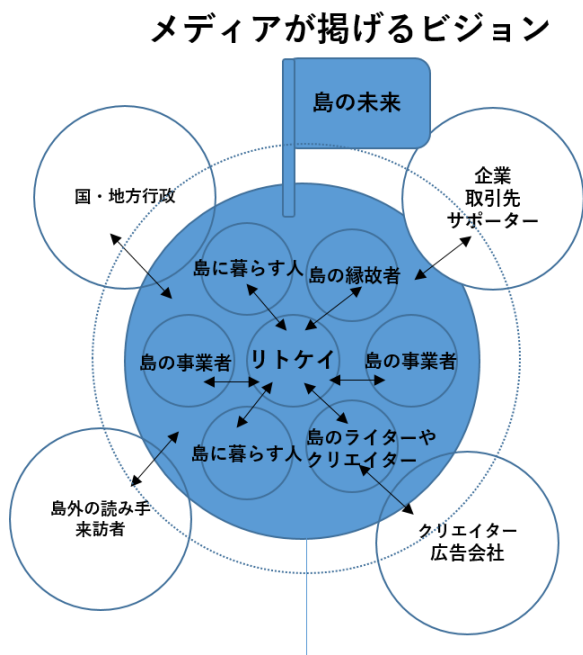 メディアが掲げるビジョン
島の未来
国・地方行政
企業
取引先
サポーター
島に暮らす人
島の縁故者
島の事業者
リトケイ
島の事業者
島に暮らす人
島のライターや
クリエイター
島外の読み手
来訪者
クリエイター
広告会社